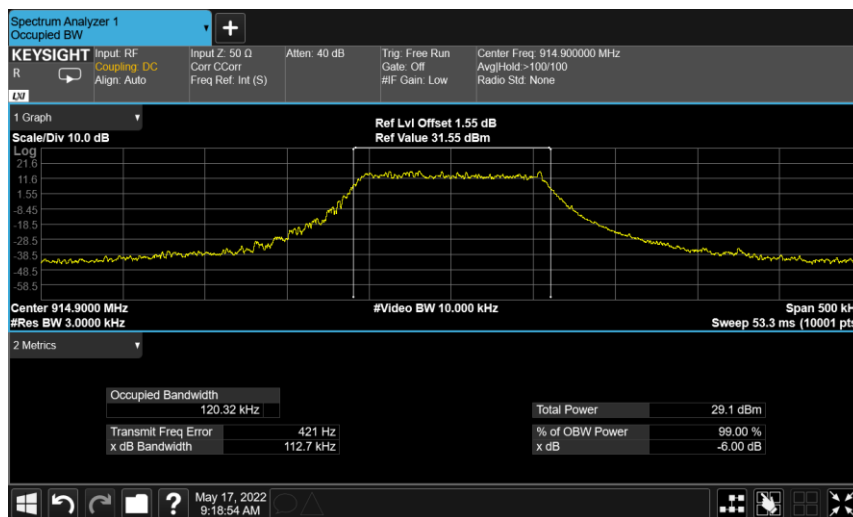 Spectrum Analyzer 1
Occupied BW
+
KEYSIGHT Input: RF Input Z: 50 Ω Atten: 40 dB Trig: Free Run Center Freq: 914.900000 MHz
R Coupling: DC Corr CCorr Gate: Off Avg|Hold:>100/100
Align: Auto Freq Ref: Int (S) #IF Gain: Low Radio Std: None
LXI
1 Graph
Ref Lvl Offset 1.55 dB
Scale/Div 10.0 dB Ref Value 31.55 dBm
Log
21.6
11.6
1.55
-8.45
-18.5
-28.5
-38.5
-48.5
-58.5
Center 914.9000 MHz #Video BW 10.000 kHz Span 500 kH
#Res BW 3.0000 kHz Sweep 53.3 ms (10001 pts
2 Metrics
Occupied Bandwidth
120.32 kHz Total Power 29.1 dBm
Transmit Freq Error 421 Hz % of OBW Power 99.00 %
x dB Bandwidth 112.7 kHz x dB -6.00 dB
? May 17, 2022
9:18:54 AM